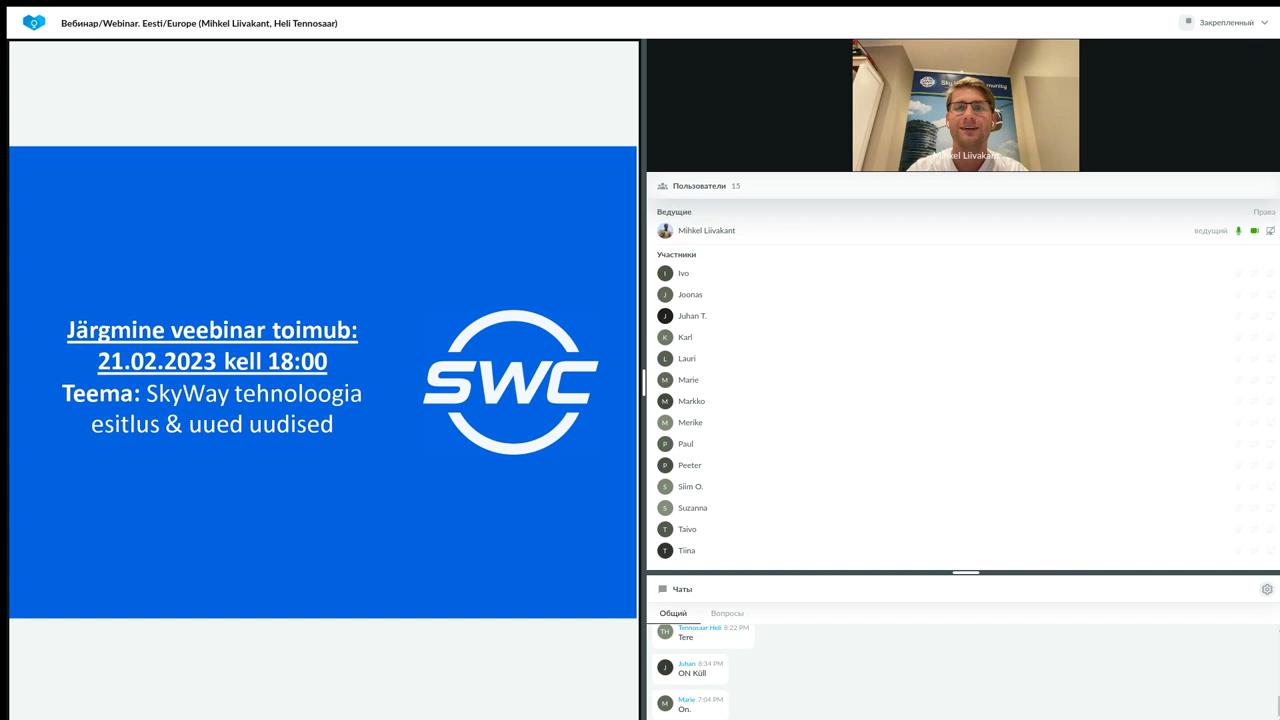 Вебинар/Webinar. Eesti/Europe (Mihkel Liivakant, Heli Tennosaar)
Закрепленный
Järgmine veebinar toimub:
21.02.2023 kell 18:00
Teema: SkyWay tehnoloogia
esitlus & uued uudised
SWC
Mihkel Liivakant
Пользователи 15
Ведущие
Права
Mihkel Liivakant
ведущий
Участники
I Ivo
J Joonas
J Juhan T.
K Karl
L Lauri
M Marie
M Markko
M Merike
P Paul
P Peeter
S Siim O.
S Suzanna
T Taivo
T Tiina
Чаты
Общий
Вопросы
TH Tennosaar Heli 8:22 PM
Tere
J Juhan 8:34 PM
ON Küll
M Marie 7:04 PM
On.